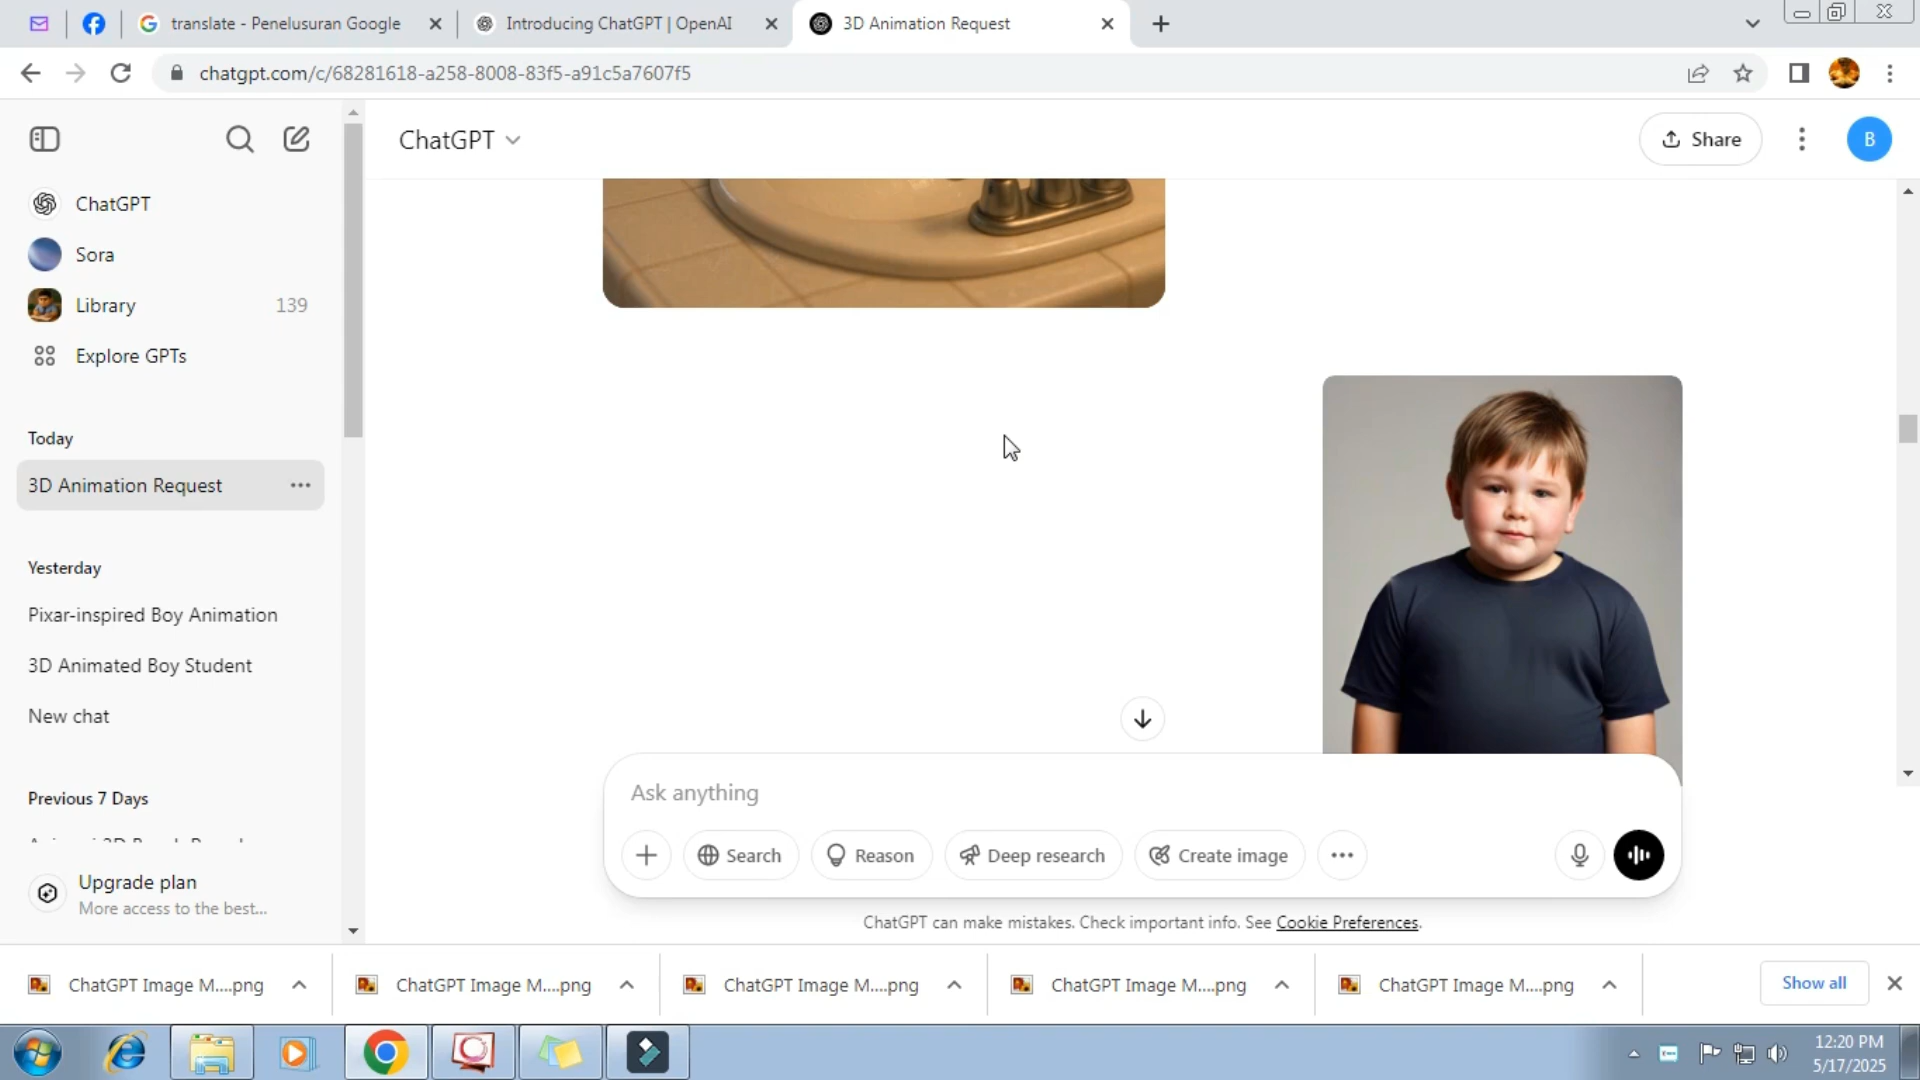 translate - Penelusuran Google
Introducing ChatGPT | OpenAI
3D Animation Request
chatgpt.com/c/68281618-a258-8008-83f5-a91c5a7607f5
ChatGPT
Share
B
ChatGPT
Sora
Library 139
Explore GPTs
Today
3D Animation Request
Yesterday
Pixar-inspired Boy Animation
3D Animated Boy Student
New chat
Previous 7 Days
Upgrade plan
More access to the best...
Ask anything
Search
Reason
Deep research
Create image
ChatGPT can make mistakes. Check important info. See Cookie Preferences.
ChatGPT Image M....png
ChatGPT Image M....png
ChatGPT Image M....png
ChatGPT Image M....png
ChatGPT Image M....png
Show all
12:20 PM
5/17/2025